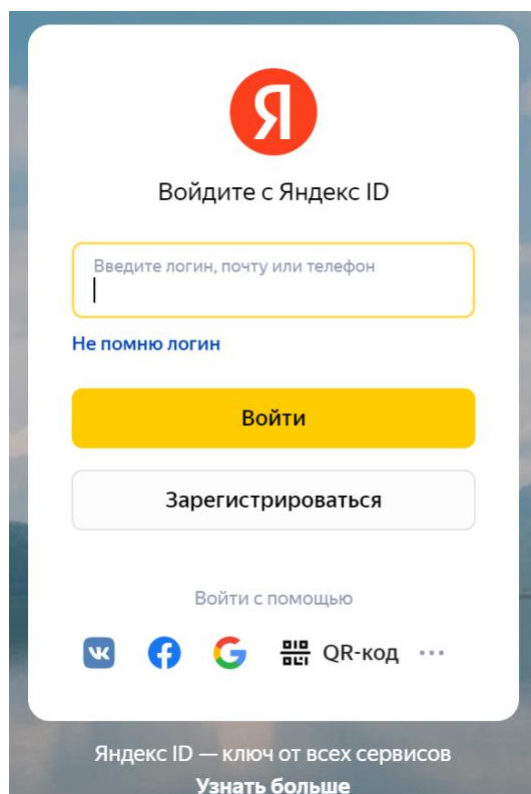 Я
Войдите с Яндекс ID
Введите логин, почту или телефон
Не помню логин
Войти
Зарегистрироваться
Войти с помощью
QR-код
Яндекс ID — ключ от всех сервисов
Узнать больше